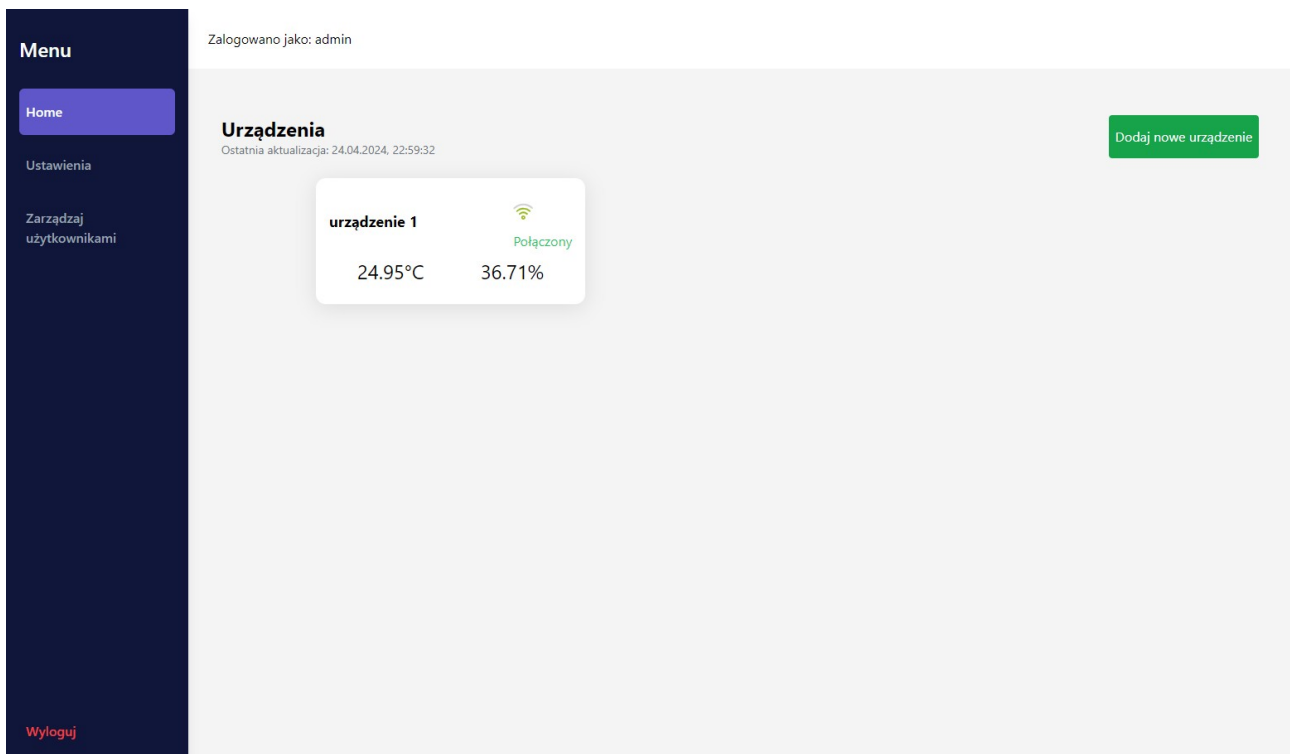 Menu
Home
Ustawienia
Zarządzaj
użytkownikami
Wyloguj
Zalogowano jako: admin
Urządzenia
Ostatnia aktualizacja: 24.04.2024, 22:59:32
Dodaj nowe urządzenie
urządzenie 1
Połączony
24.95°C 36.71%